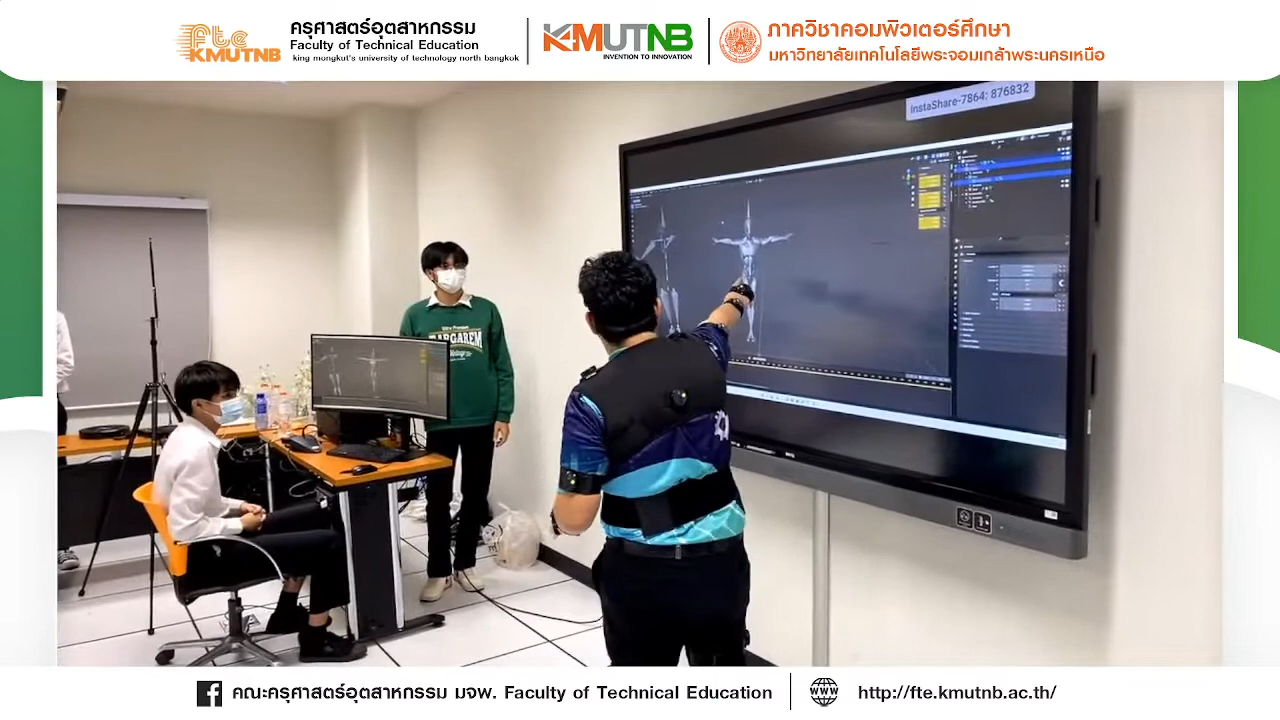 fte
KMUTNB
ครุศาสตร์อุตสาหกรรม
Faculty of Technical Education
king mongkut's university of technology north bangkok
KMUTNB
INVENTION TO INNOVATION
ภาควิชาคอมพิวเตอร์ศึกษา
มหาวิทยาลัยเทคโนโลยีพระจอมเกล้าพระนครเหนือ
InstaShare-7864; 876832
คณะครุศาสตร์อุตสาหกรรม มจพ. Faculty of Technical Education
www
http://fte.kmutnb.ac.th/